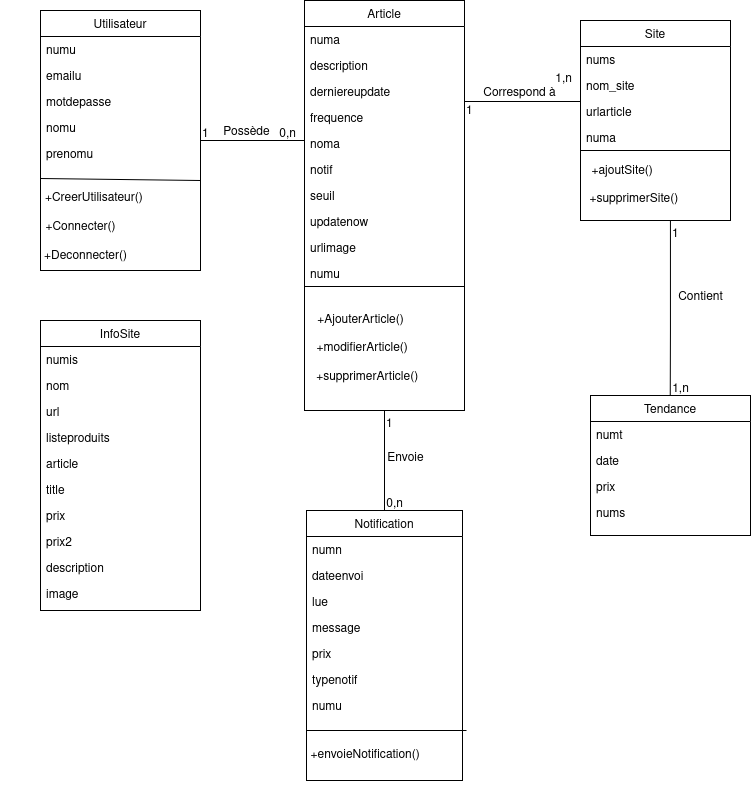 Utilisateur
numu
emailu
motdepasse
nomu
prenomu
+CreerUtilisateur()
+Connecter()
+Deconnecter()
1
Possède
0,n
Article
numa
description
derniereupdate
frequence
noma
notif
seuil
updatenow
urlimage
numu
+AjouterArticle()
+modifierArticle()
+supprimerArticle()
1,n
Correspond à
1
Site
nums
nom_site
urlarticle
numa
+ajoutSite()
+supprimerSite()
1
Contient
1,n
Tendance
numt
date
prix
nums
InfoSite
numis
nom
url
listeproduits
article
title
prix
prix2
description
image
1
Envoie
0,n
Notification
numn
dateenvoi
lue
message
prix
typenotif
numu
+envoieNotification()